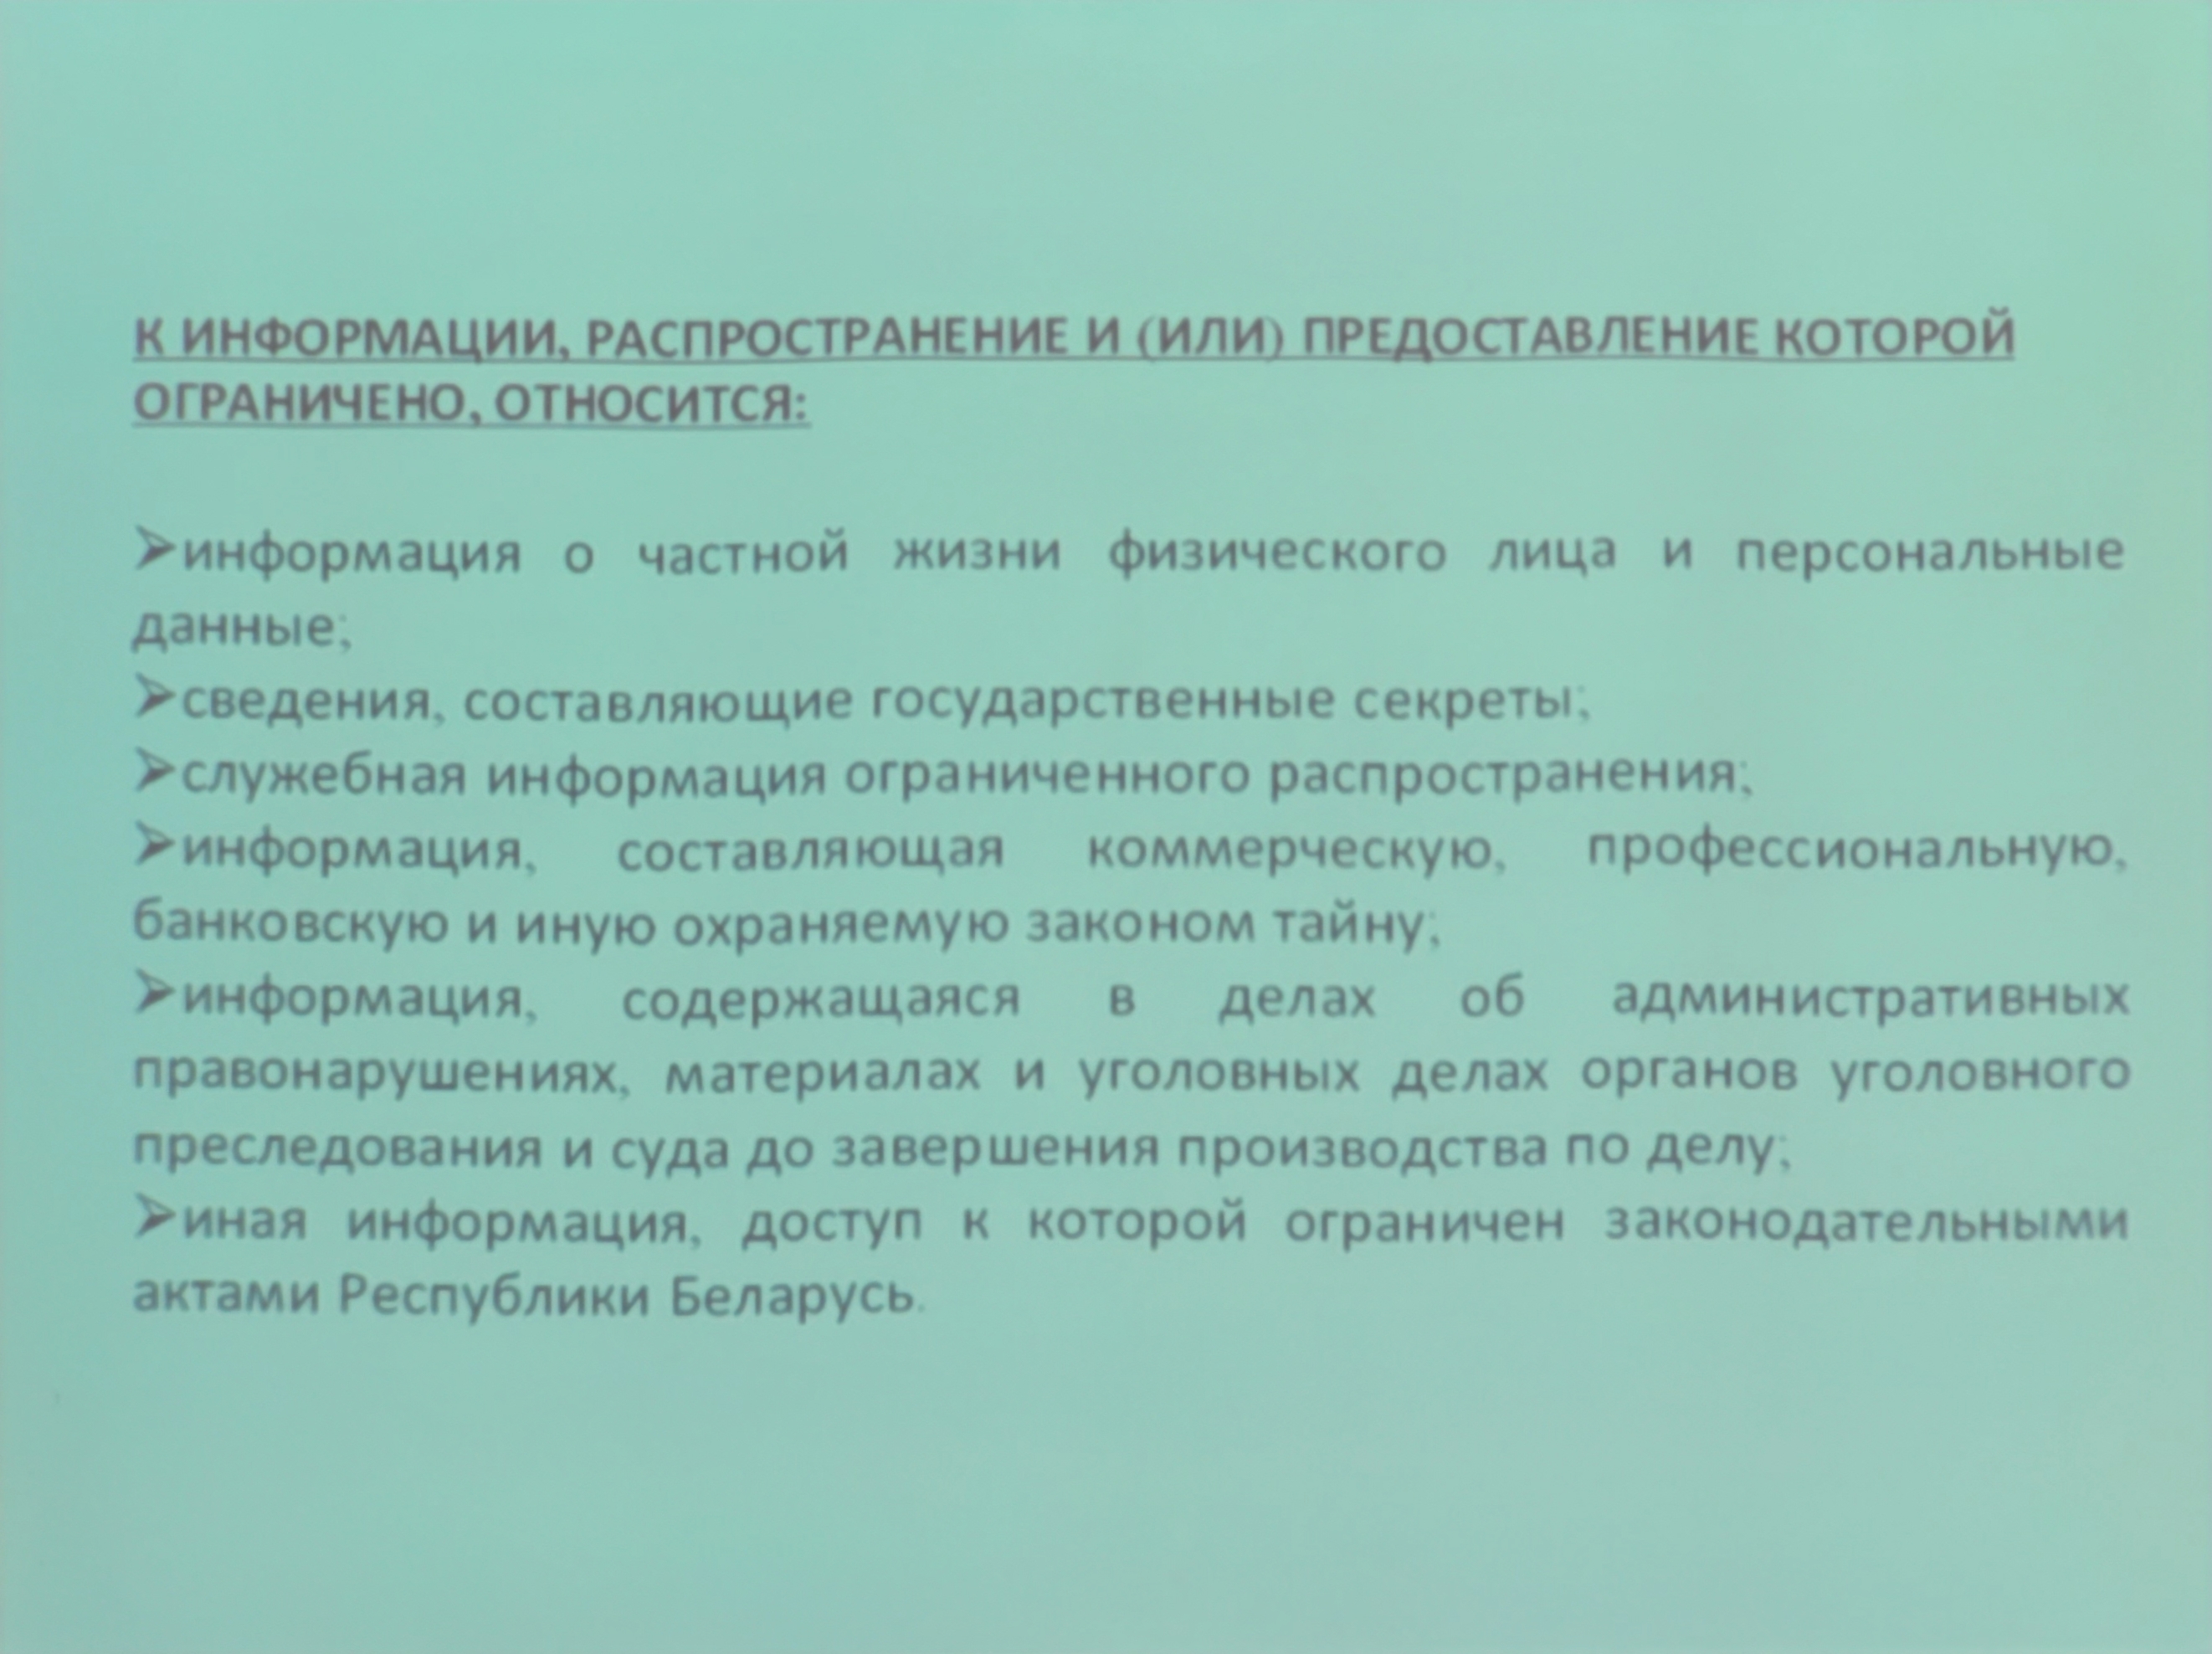 К ИНФОРМАЦИИ, РАСПРОСТРАНЕНИЕ И (ИЛИ) ПРЕДОСТАВЛЕНИЕ КОТОРОЙ
ОГРАНИЧЕНО, ОТНОСИТСЯ:
➢информация о частной жизни физического лица и персональные
данные;
➢сведения, составляющие государственные секреты;
➢служебная информация ограниченного распространения;
➢информация, составляющая коммерческую, профессиональную,
банковскую и иную охраняемую законом тайну;
➢информация, содержащаяся в делах об административных
правонарушениях, материалах и уголовных делах органов уголовного
преследования и суда до завершения производства по делу;
➢иная информация, доступ к которой ограничен законодательными
актами Республики Беларусь.